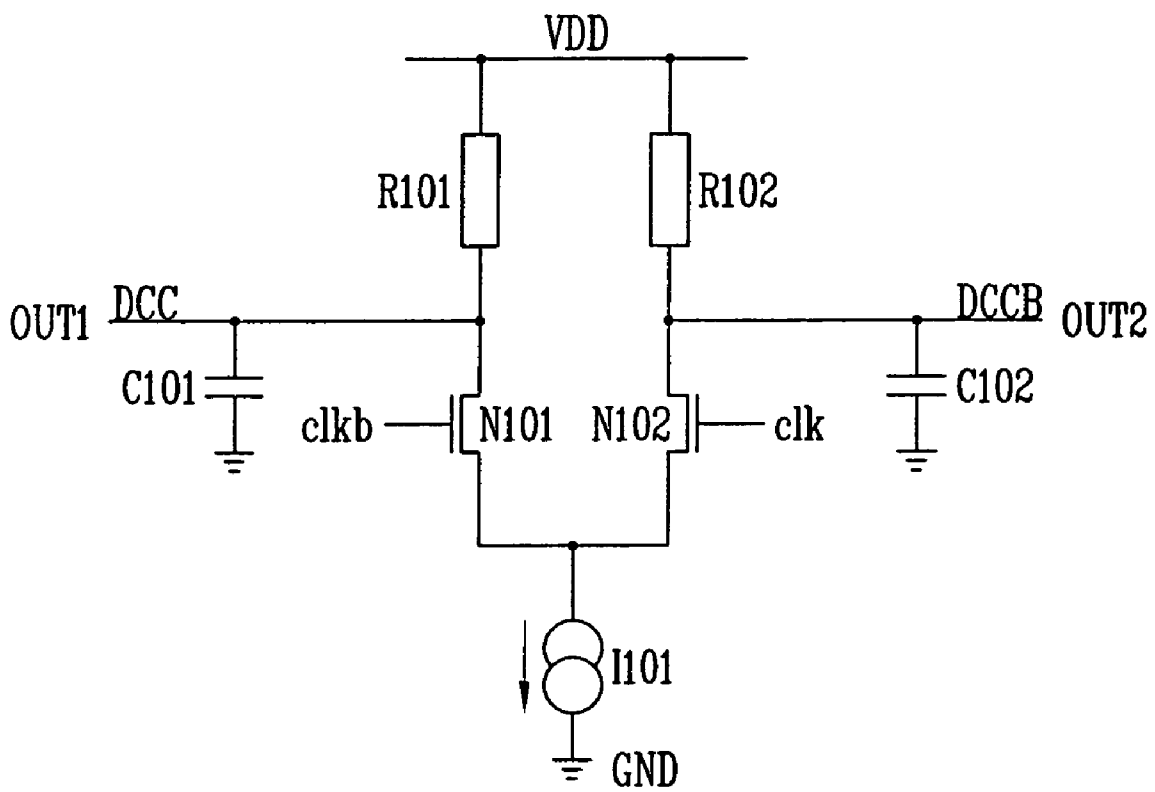 VDD
R101
R102
OUT1
DCC
DCCB
OUT2
C101
C102
clkb
N101
N102
clk
I101
GND